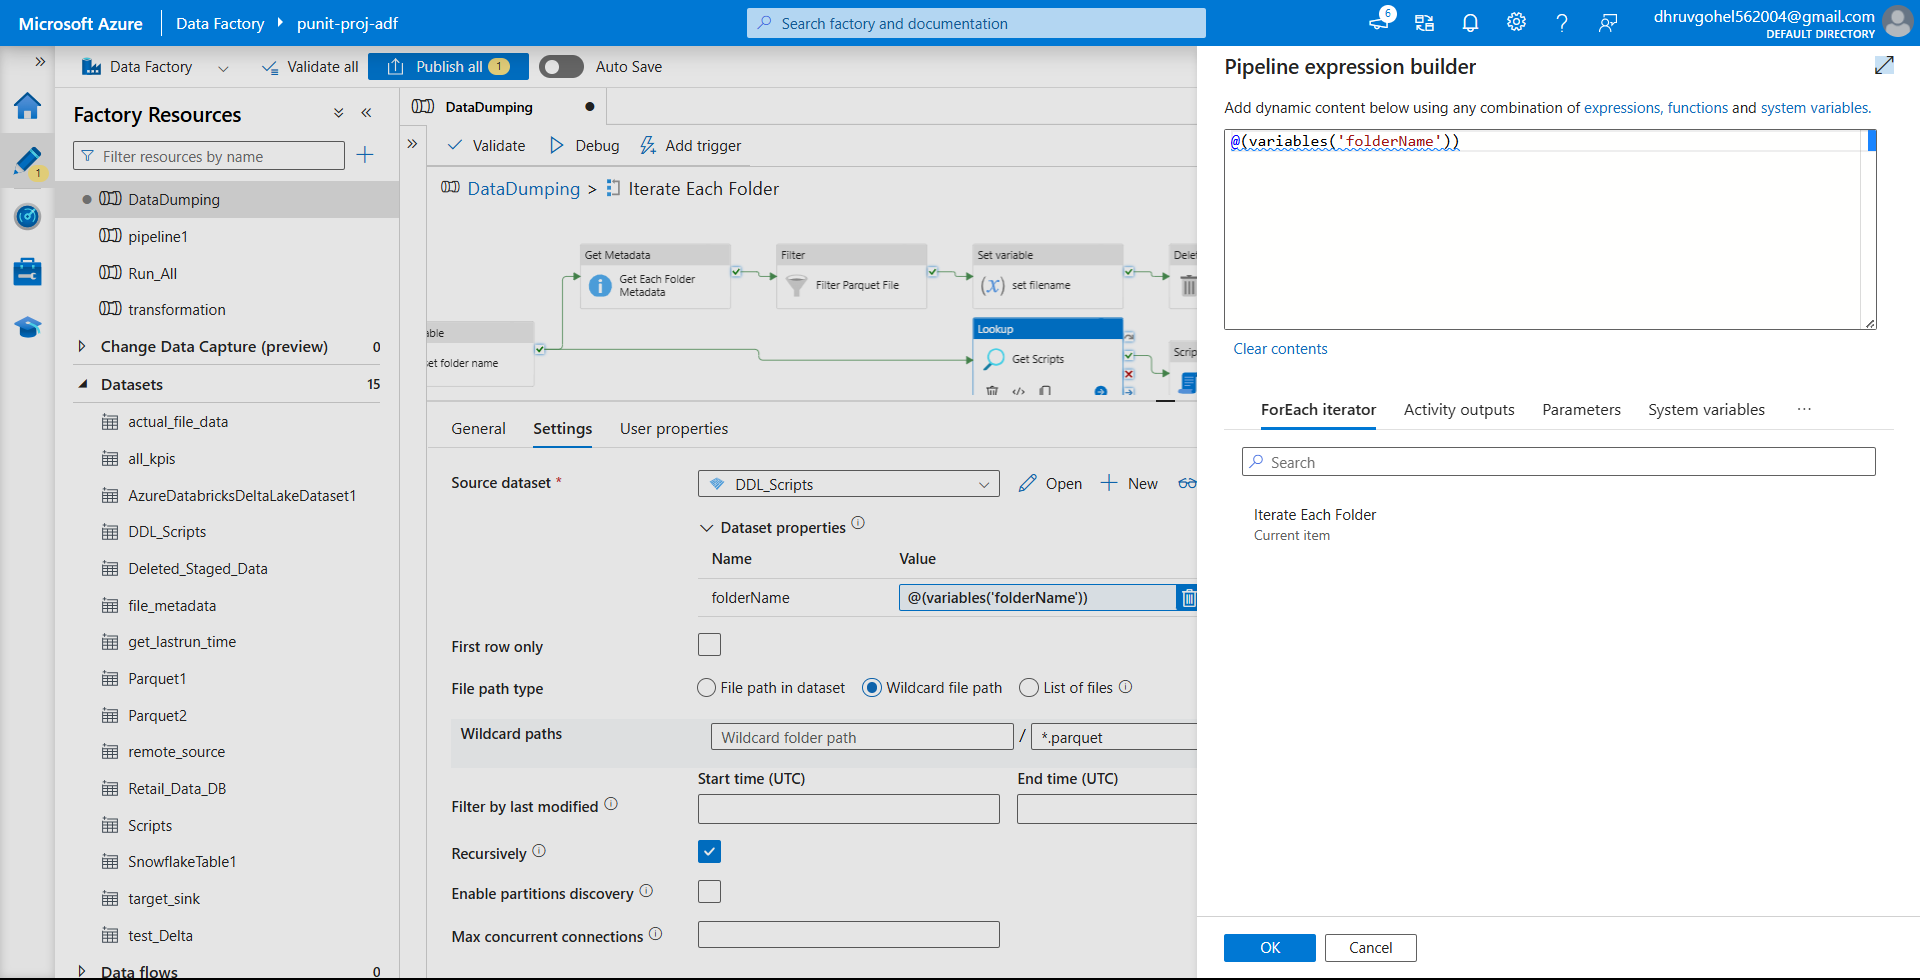 Microsoft Azure
Data Factory
punit-proj-adf
Search factory and documentation
6
dhruvgohel562004@gmail.com
DEFAULT DIRECTORY
Data Factory
Validate all
Publish all 1
Auto Save
Factory Resources
Filter resources by name
1
DataDumping
pipeline1
Run_All
transformation
Change Data Capture (preview) 0
Datasets 15
actual_file_data
all_kpis
AzureDatabricksDeltaLakeDataset1
DDL_Scripts
Deleted_Staged_Data
file_metadata
get_lastrun_time
Parquet1
Parquet2
remote_source
Retail_Data_DB
Scripts
SnowflakeTable1
target_sink
test_Delta
Data flows 0
DataDumping
Validate
Debug
Add trigger
DataDumping > Iterate Each Folder
Get Metadata
Get Each Folder
Metadata
Filter
Filter Parquet File
Set variable
(x) set filename
Delet
able
et folder name
Lookup
Get Scripts
Scrip
General
Settings
User properties
Source dataset *
DDL_Scripts
Open
New
Dataset properties
Name
Value
folderName
@(variables('folderName'))
First row only
File path type
File path in dataset
Wildcard file path
List of files
Wildcard paths
Wildcard folder path
/
*.parquet
Start time (UTC)
End time (UTC)
Filter by last modified
Recursively
Enable partitions discovery
Max concurrent connections
Pipeline expression builder
Add dynamic content below using any combination of expressions, functions and system variables.
@(variables('folderName'))
Clear contents
ForEach iterator
Activity outputs
Parameters
System variables
...
Search
Iterate Each Folder
Current item
OK
Cancel